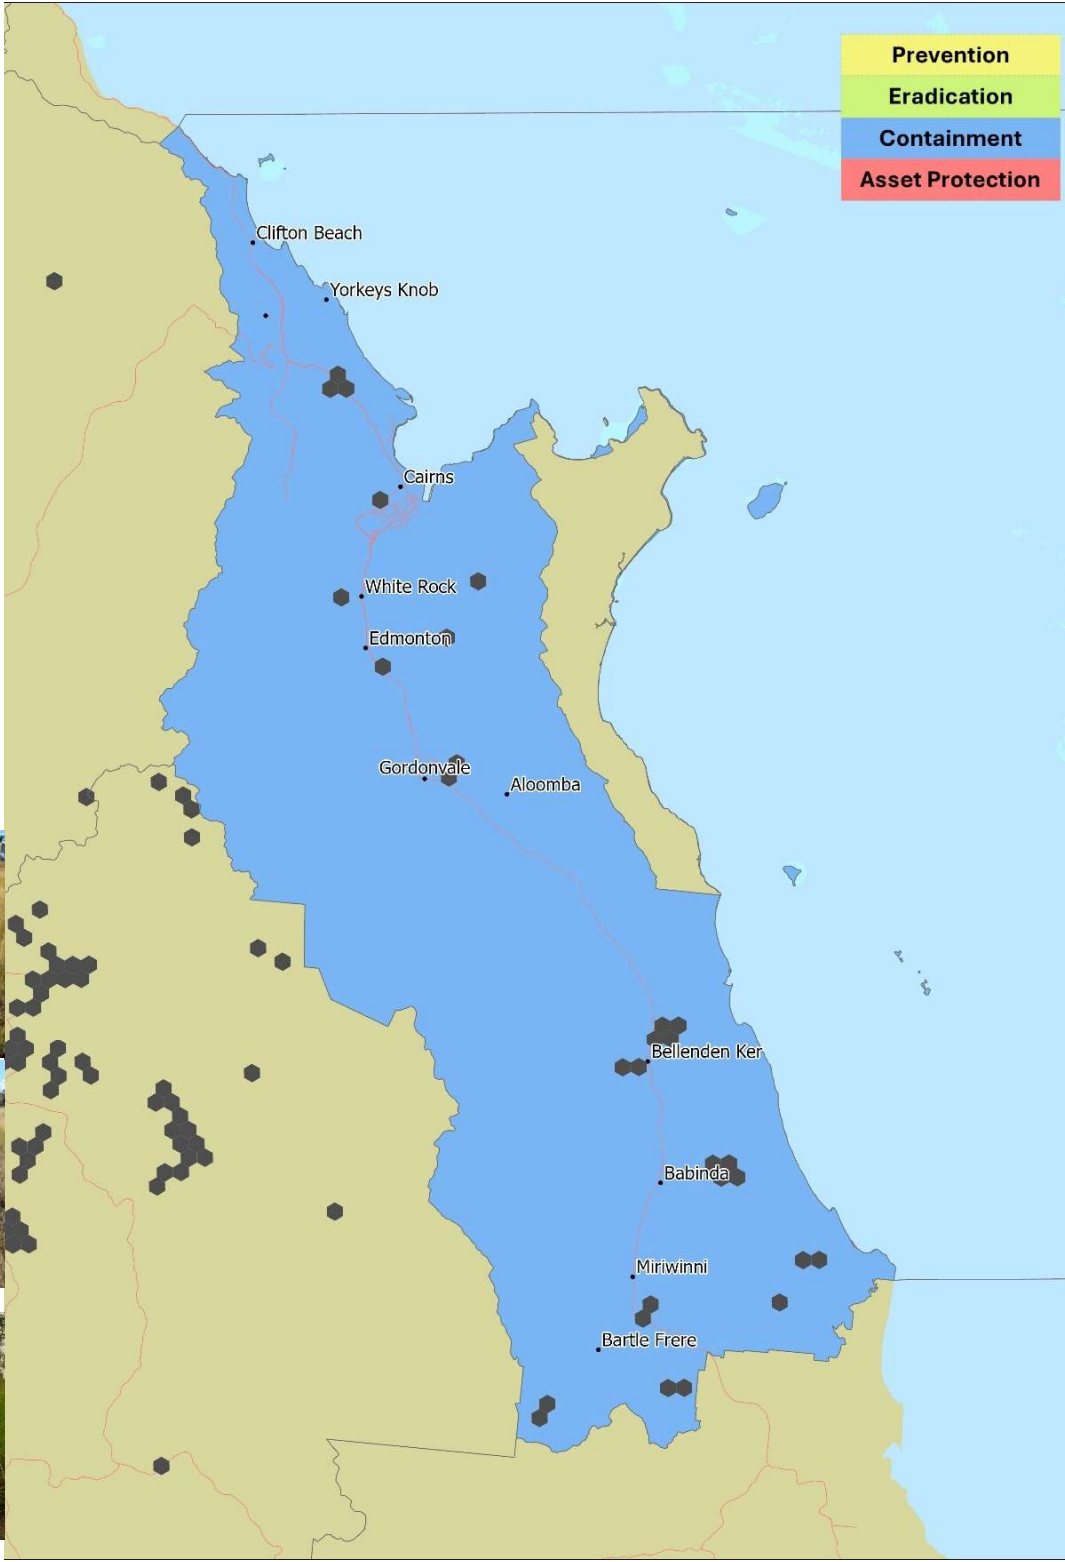 Prevention
Eradication
Containment
Asset Protection
Clifton Beach
Yorkeys Knob
Cairns
White Rock
Edmonton
Gordonvale
Aloomba
Bellenden Ker
Babinda
Miriwinni
Bartle Frere